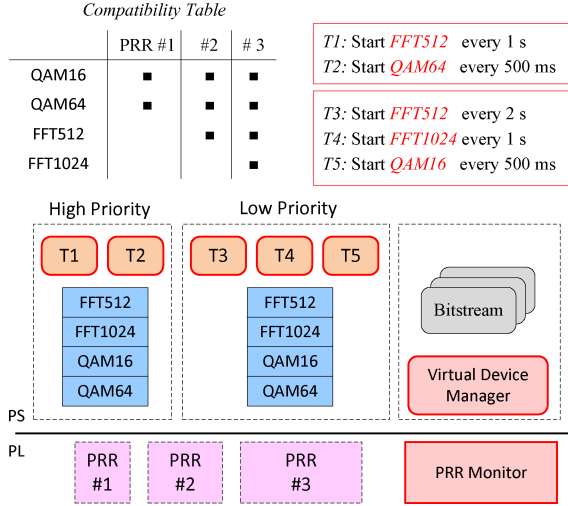 Compatibility Table
PRR #1 #2 # 3
QAM16 ■ ■ ■
QAM64 ■ ■ ■
FFT512 ■ ■
FFT1024 ■
T1: Start FFT512 every 1 s
T2: Start QAM64 every 500 ms
T3: Start FFT512 every 2 s
T4: Start FFT1024 every 1 s
T5: Start QAM16 every 500 ms
High Priority
T1 T2
FFT512
FFT1024
QAM16
QAM64
Low Priority
T3 T4 T5
FFT512
FFT1024
QAM16
QAM64
Bitstream
Virtual Device
Manager
PS
PL
PRR
#1
PRR
#2
PRR
#3
PRR Monitor